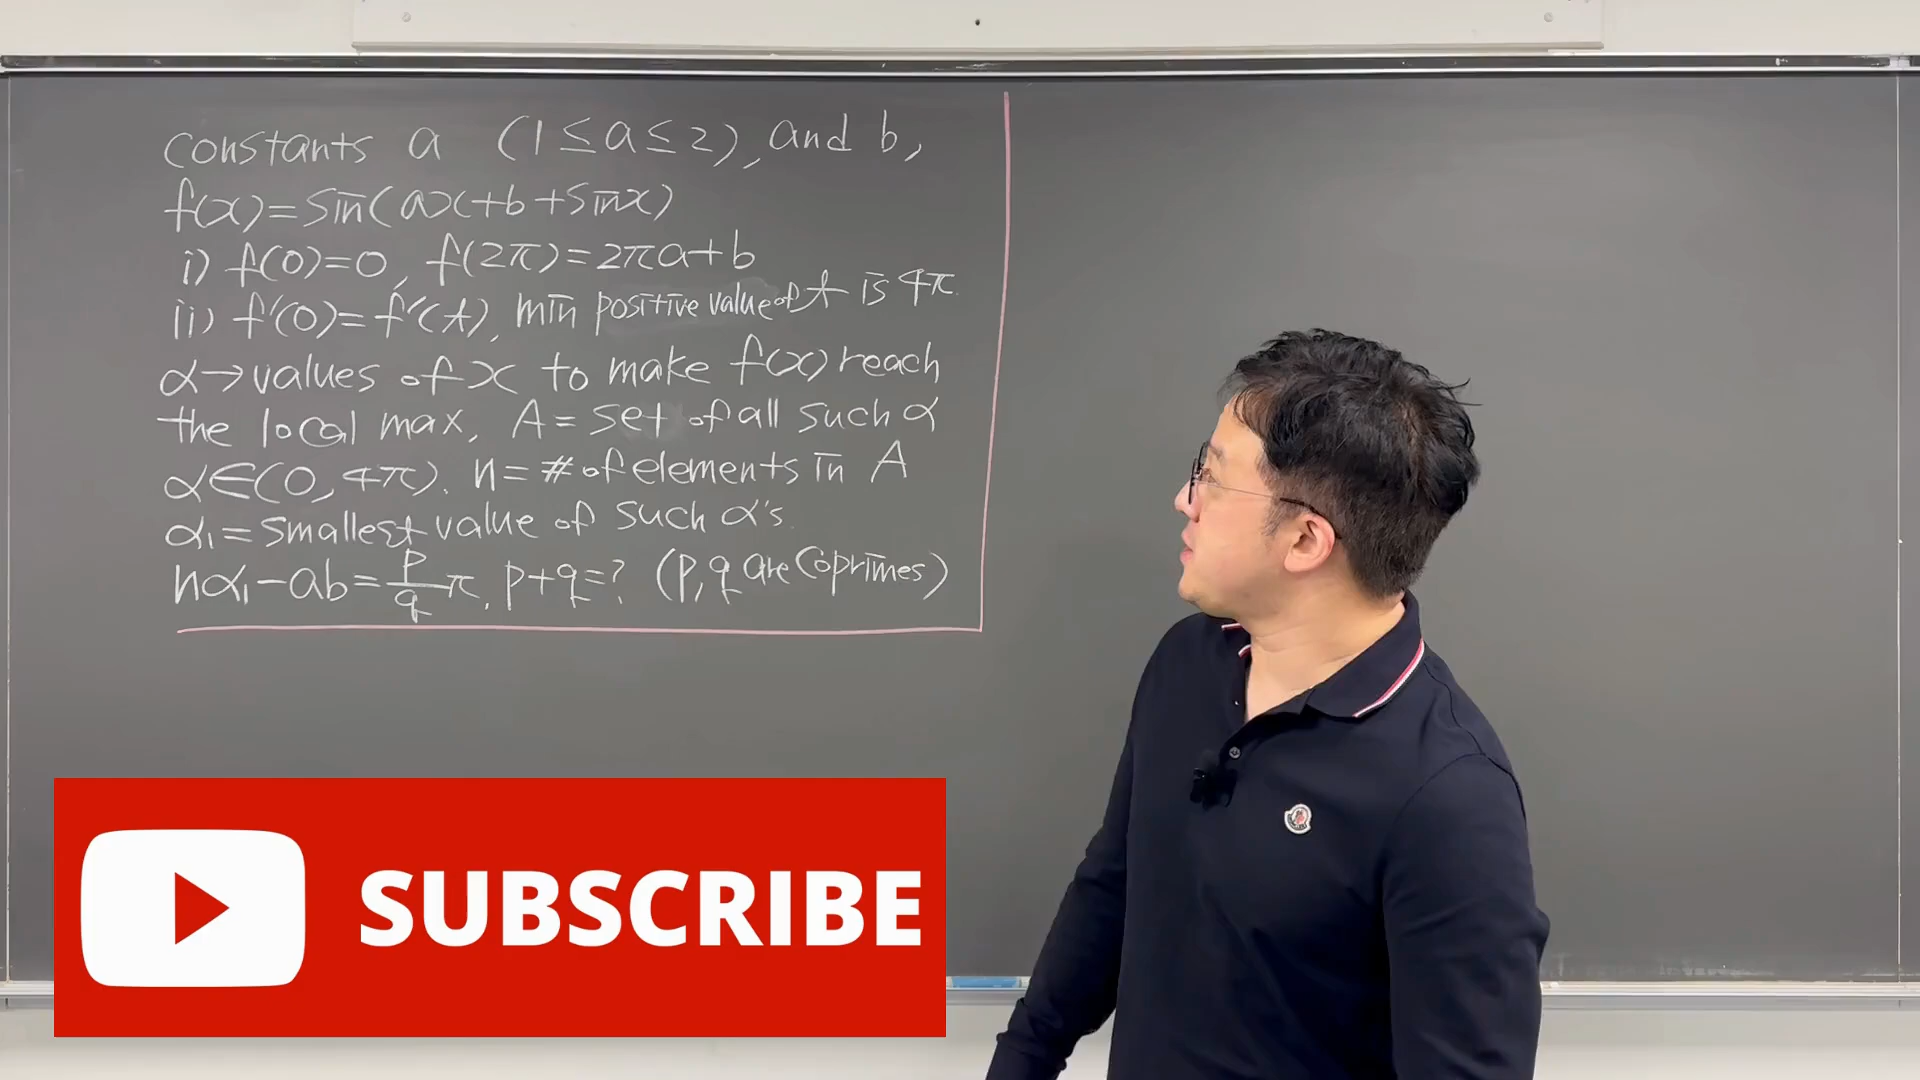 constants a (1≤a≤2), and b,
f(x)=sin(ax+b+sinx)
i) f(0)=0, f(2π)=2πa+b
ii) f'(0)=f'(t), min positive value of t is 4π.
α→values of x to make f(x) reach
the local max, A = set of all such α
α∈(0, 4π). n = # of elements in A
α₁ = smallest value of such α's.
nα₁-ab=p/q π, p+q=? (p,q are coprimes)
SUBSCRIBE